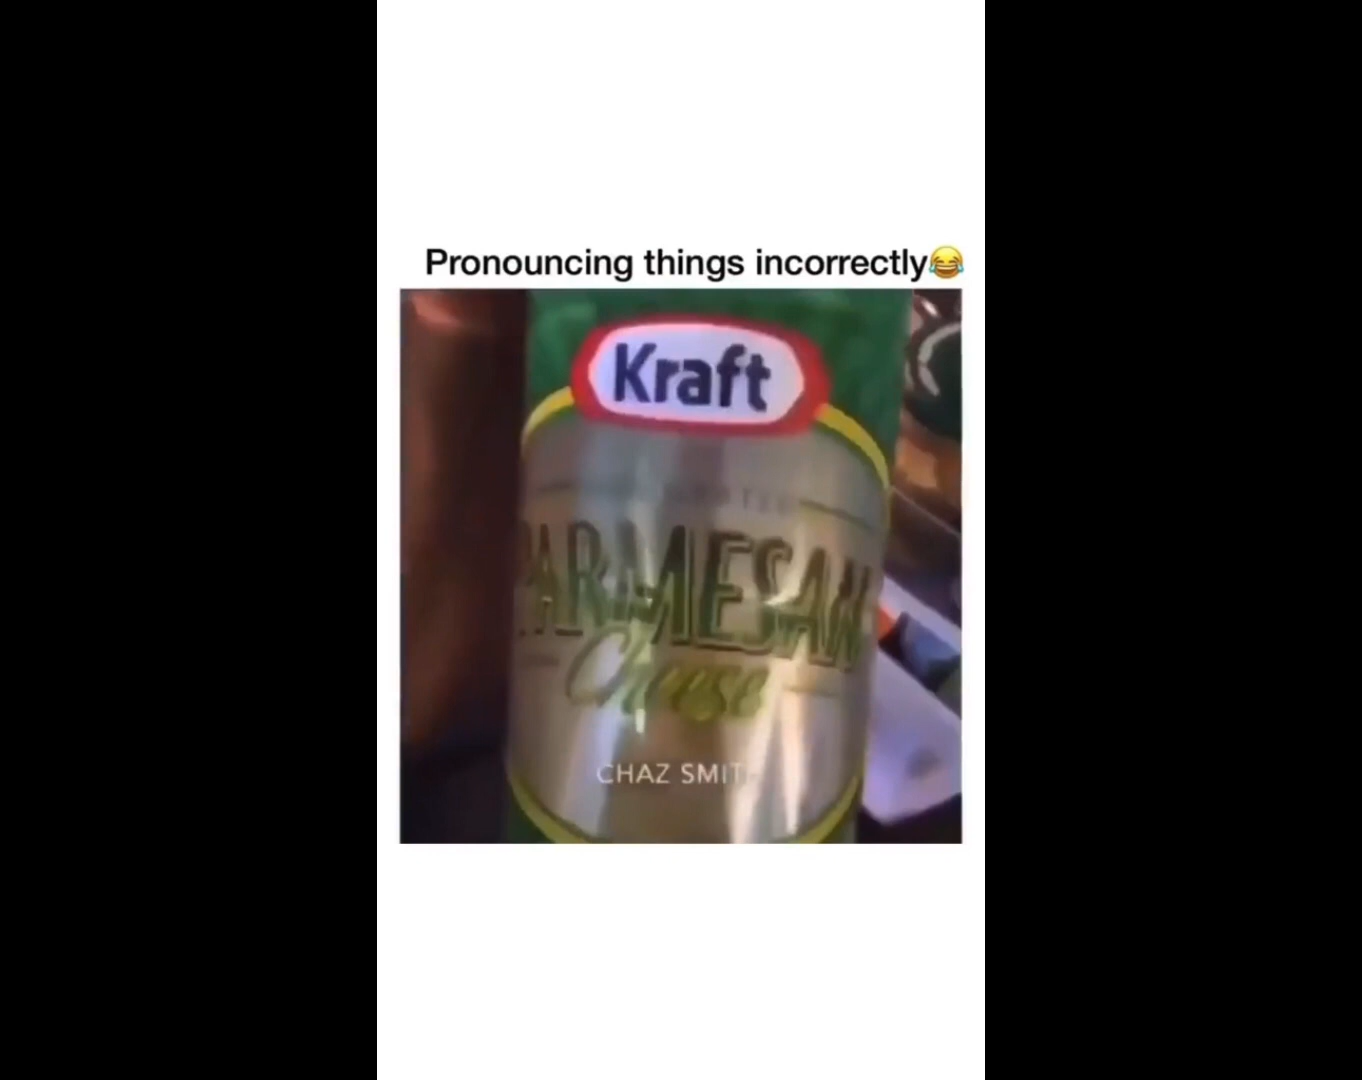 Pronouncing things incorrectly😂
Kraft
PARMESAN
Cheese
CHAZ SMITH